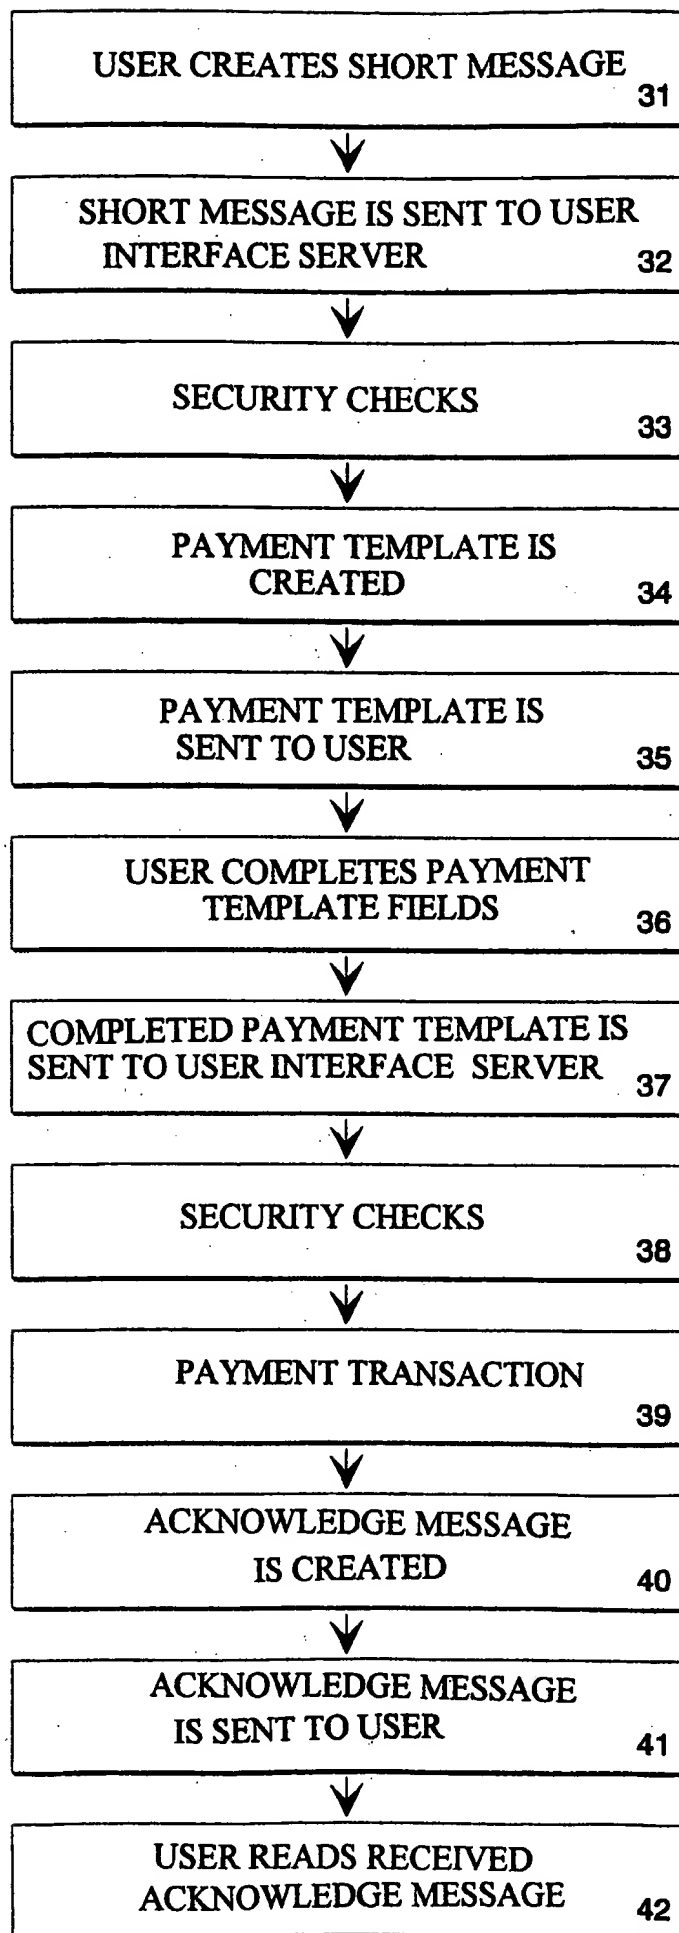 USER CREATES SHORT MESSAGE
31
SHORT MESSAGE IS SENT TO USER
INTERFACE SERVER
32
SECURITY CHECKS
33
PAYMENT TEMPLATE IS
CREATED
34
PAYMENT TEMPLATE IS
SENT TO USER
35
USER COMPLETES PAYMENT
TEMPLATE FIELDS
36
COMPLETED PAYMENT TEMPLATE IS
SENT TO USER INTERFACE SERVER
37
SECURITY CHECKS
38
PAYMENT TRANSACTION
39
ACKNOWLEDGE MESSAGE
IS CREATED
40
ACKNOWLEDGE MESSAGE
IS SENT TO USER
41
USER READS RECEIVED
ACKNOWLEDGE MESSAGE
42